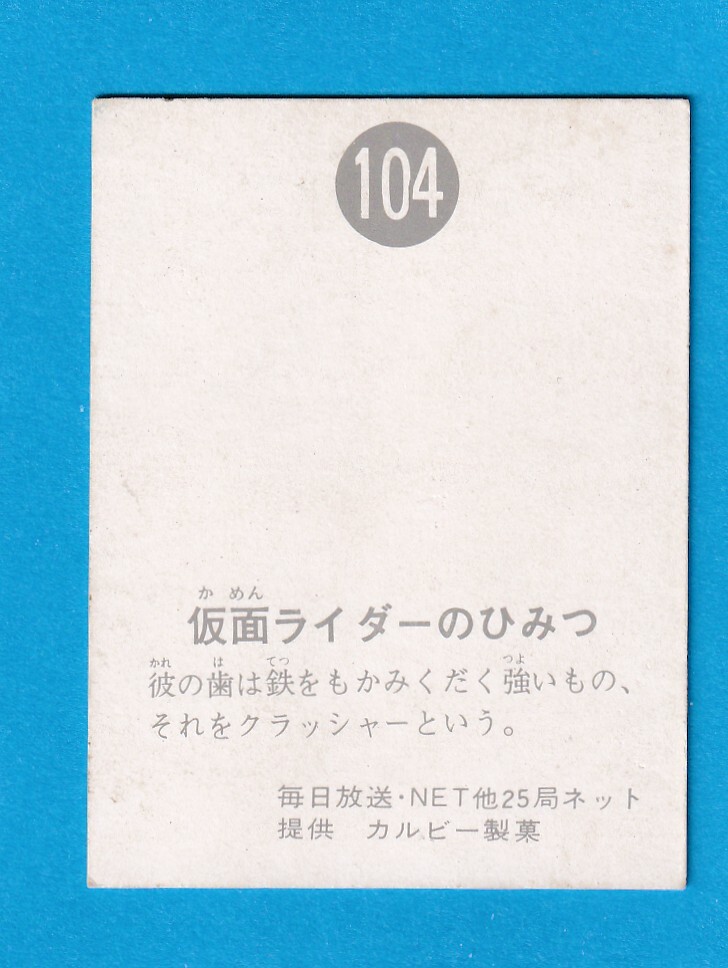 104
かめん
仮面ライダーのひみつ
かれ は てつ つよ
彼の歯は鉄をもかみくだく強いもの、
それをクラッシャーという。
毎日放送・NET他25局ネット
提供 カルビー製菓